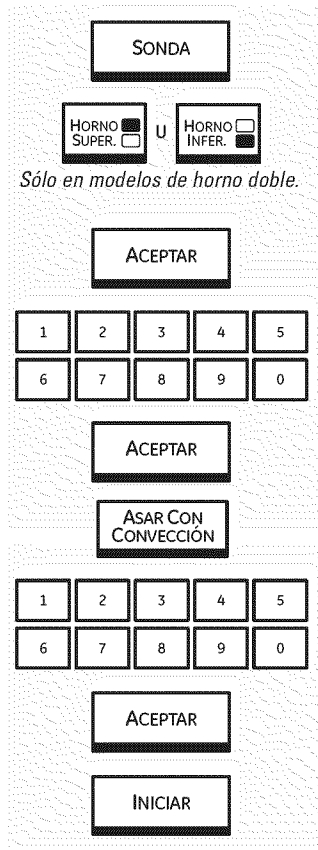 SONDA
HORNO SUPER. U HORNO INFER.
Sólo en modelos de horno doble.
ACEPTAR
1 2 3 4 5
6 7 8 9 0
ACEPTAR
ASAR CON
CONVECCIÓN
1 2 3 4 5
6 7 8 9 0
ACEPTAR
INICIAR